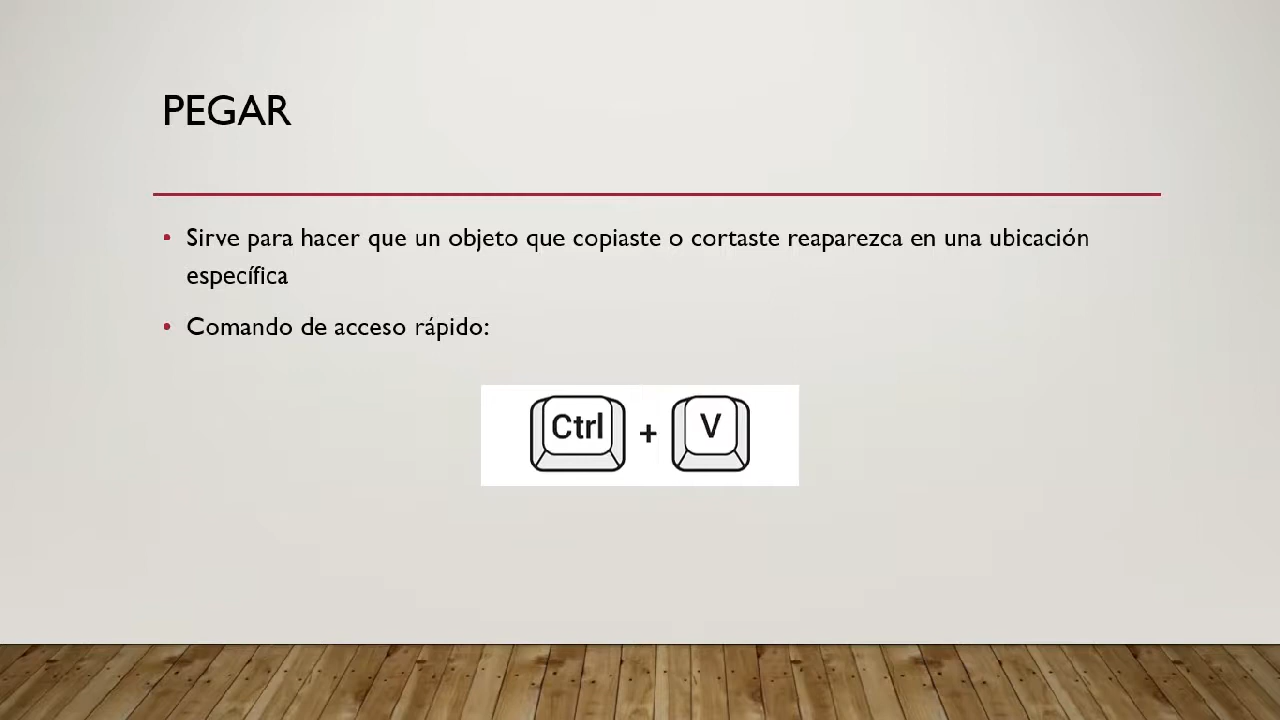 PEGAR
• Sirve para hacer que un objeto que copiaste o cortaste reaparezca en una ubicación
específica
• Comando de acceso rápido:
Ctrl + V